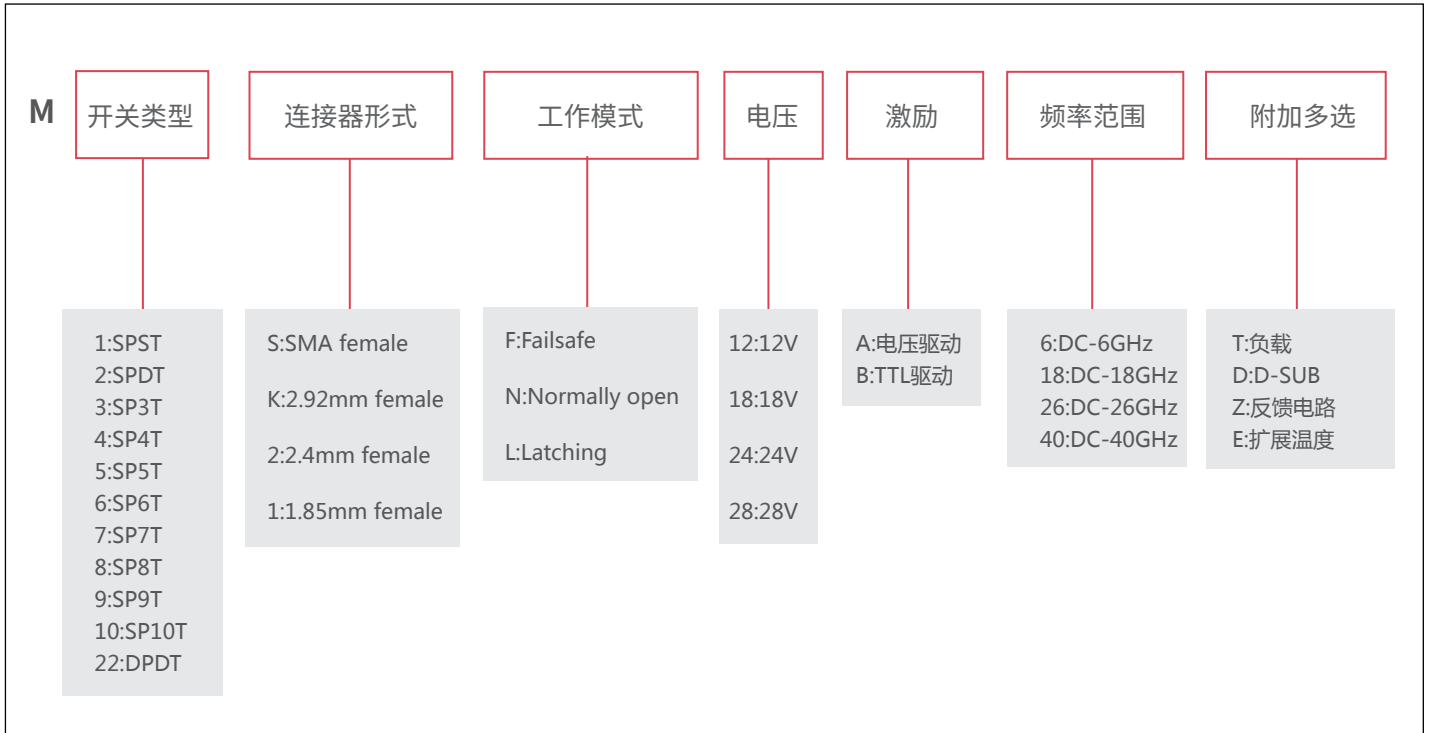 M 开关类型 连接器形式 工作模式 电压 激励 频率范围 附加多选
1:SPST
2:SPDT
3:SP3T
4:SP4T
5:SP5T
6:SP6T
7:SP7T
8:SP8T
9:SP9T
10:SP10T
22:DPDT
S:SMA female
K:2.92mm female
2:2.4mm female
1:1.85mm female
F:Failsafe
N:Normally open
L:Latching
12:12V
18:18V
24:24V
28:28V
A:电压驱动
B:TTL驱动
6:DC-6GHz
18:DC-18GHz
26:DC-26GHz
40:DC-40GHz
T:负载
D:D-SUB
Z:反馈电路
E:扩展温度